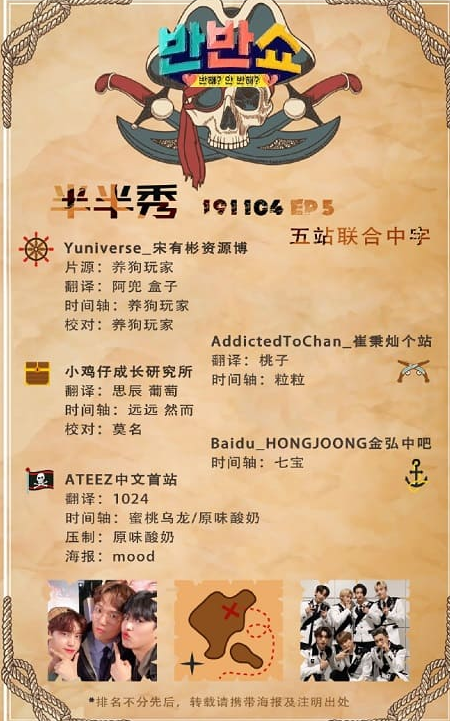 반반쇼
반해? 안 반해?
半半秀 191104 EP5
五站联合中字
Yuniverse_宋有彬资源博
片源：养狗玩家
翻译：阿兜 盒子
时间轴：养狗玩家
校对：养狗玩家
AddictedToChan_崔秉灿个站
翻译：桃子
时间轴：粒粒
小鸡仔成长研究所
翻译：思辰 葡萄
时间轴：远远 然而
校对：莫名
Baidu_HONGJOONG金弘中吧
时间轴：七宝
ATEEZ中文首站
翻译：1024
时间轴：蜜桃乌龙/原味酸奶
压制：原味酸奶
海报：mood
*排名不分先后，转载请携带海报及注明出处